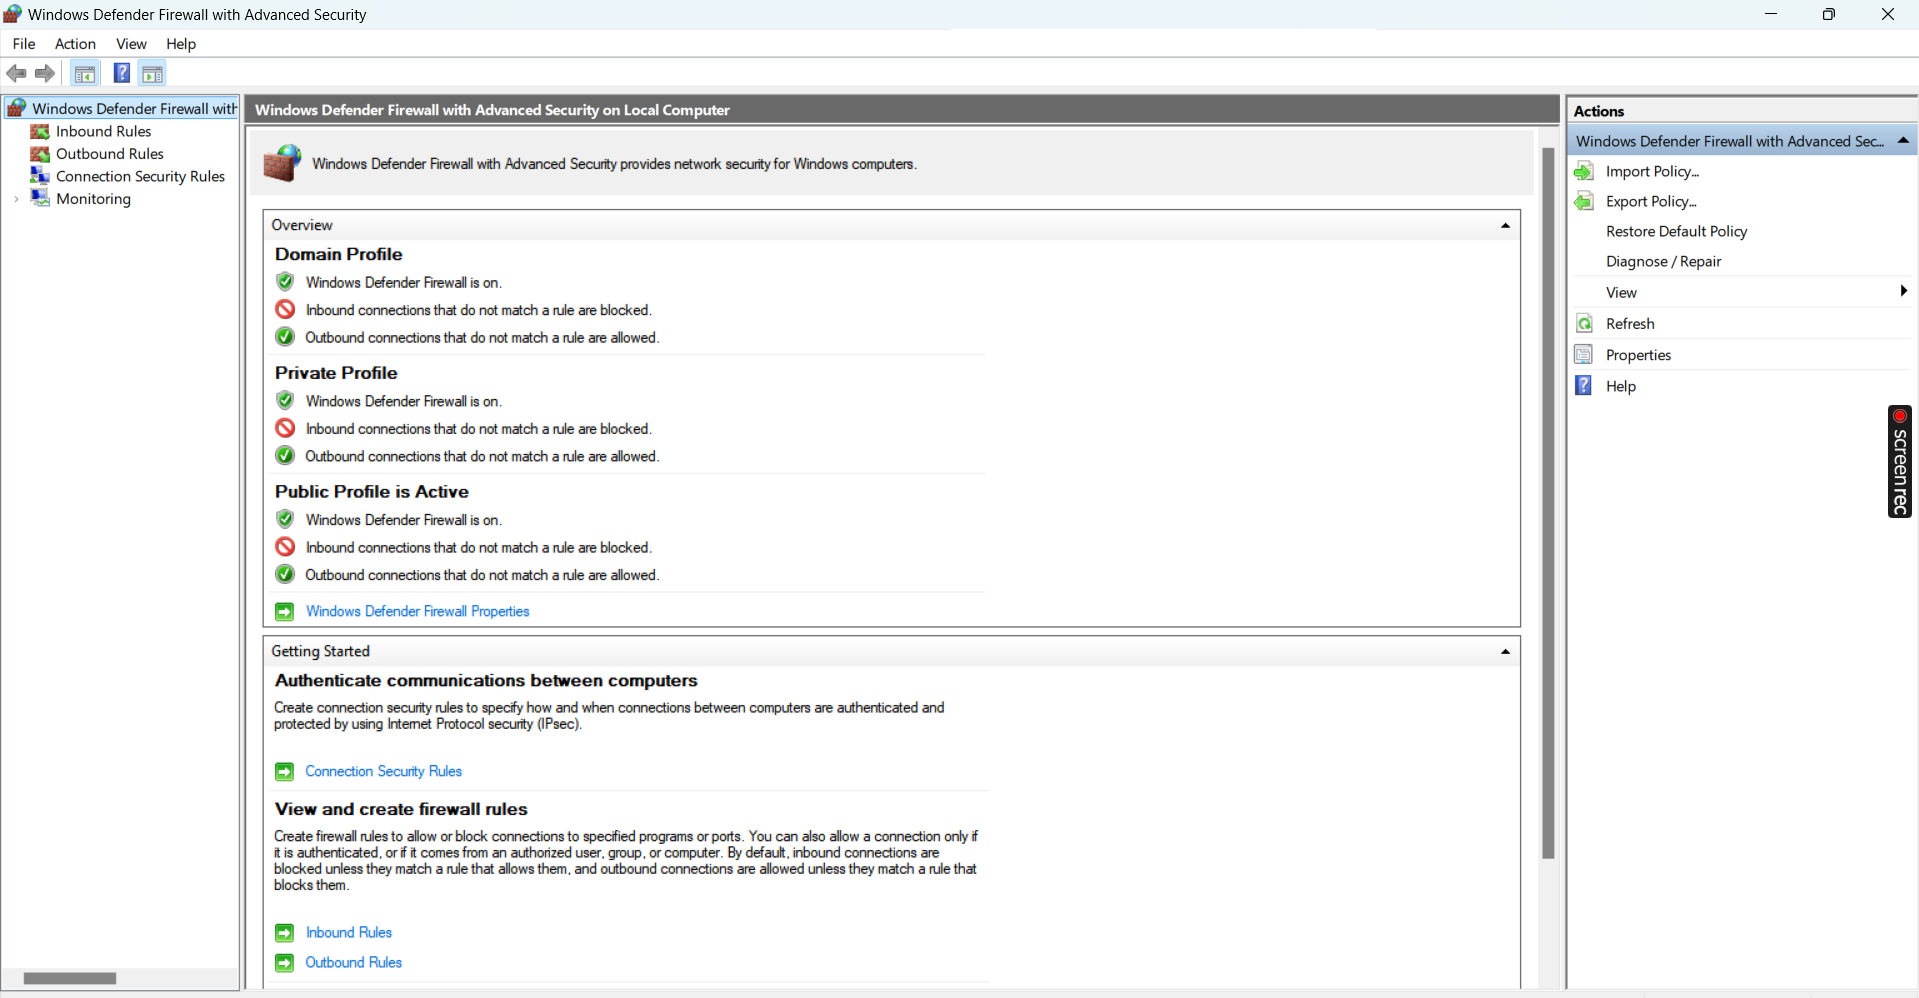 Windows Defender Firewall with Advanced Security
File Action View Help
Windows Defender Firewall with
Inbound Rules
Outbound Rules
Connection Security Rules
Monitoring
Windows Defender Firewall with Advanced Security on Local Computer
Windows Defender Firewall with Advanced Security provides network security for Windows computers.
Overview
Domain Profile
Windows Defender Firewall is on.
Inbound connections that do not match a rule are blocked.
Outbound connections that do not match a rule are allowed.
Private Profile
Windows Defender Firewall is on.
Inbound connections that do not match a rule are blocked.
Outbound connections that do not match a rule are allowed.
Public Profile is Active
Windows Defender Firewall is on.
Inbound connections that do not match a rule are blocked.
Outbound connections that do not match a rule are allowed.
Windows Defender Firewall Properties
Getting Started
Authenticate communications between computers
Create connection security rules to specify how and when connections between computers are authenticated and
protected by using Internet Protocol security (IPsec).
Connection Security Rules
View and create firewall rules
Create firewall rules to allow or block connections to specified programs or ports. You can also allow a connection only if
it is authenticated, or if it comes from an authorized user, group, or computer. By default, inbound connections are
blocked unless they match a rule that allows them, and outbound connections are allowed unless they match a rule that
blocks them.
Inbound Rules
Outbound Rules
Actions
Windows Defender Firewall with Advanced Sec...
Import Policy...
Export Policy...
Restore Default Policy
Diagnose / Repair
View
Refresh
Properties
Help
screenrec